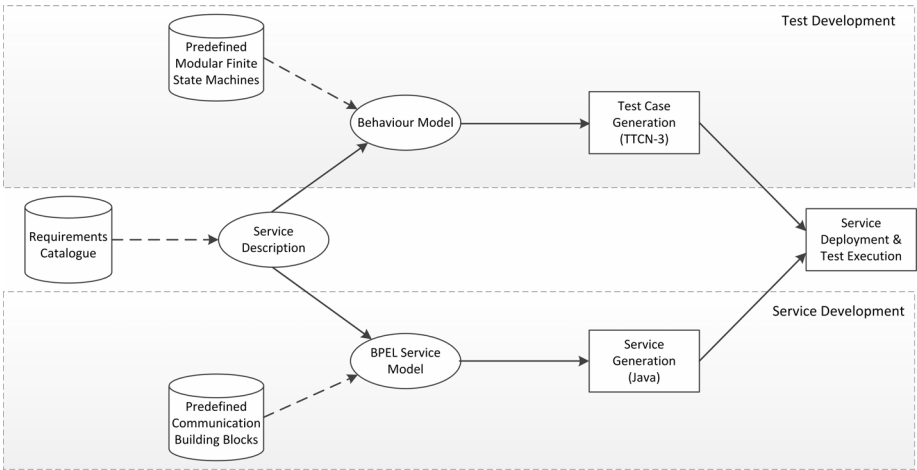 Test Development
Predefined
Modular Finite
State Machines
Behaviour Model
Test Case
Generation
(TTCN-3)
Requirements
Catalogue
Service
Description
Service
Deployment &
Test Execution
Service Development
BPEL Service
Model
Service
Generation
(Java)
Predefined
Communication
Building Blocks